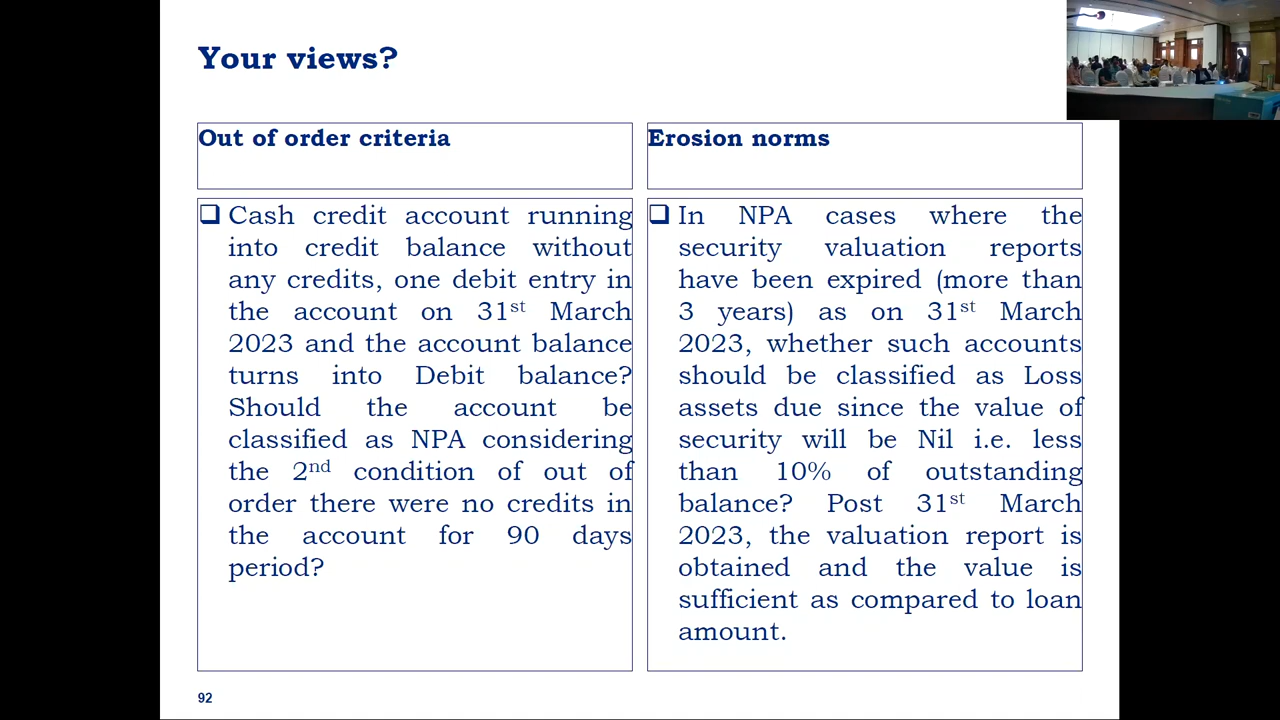 Your views?
Out of order criteria
Cash credit account running
into credit balance without
any credits, one debit entry in
the account on 31st March
2023 and the account balance
turns into Debit balance?
Should the account be
classified as NPA considering
the 2nd condition of out of
order there were no credits in
the account for 90 days
period?
Erosion norms
In NPA cases where the
security valuation reports
have been expired (more than
3 years) as on 31st March
2023, whether such accounts
should be classified as Loss
assets due since the value of
security will be Nil i.e. less
than 10% of outstanding
balance? Post 31st March
2023, the valuation report is
obtained and the value is
sufficient as compared to loan
amount.
92